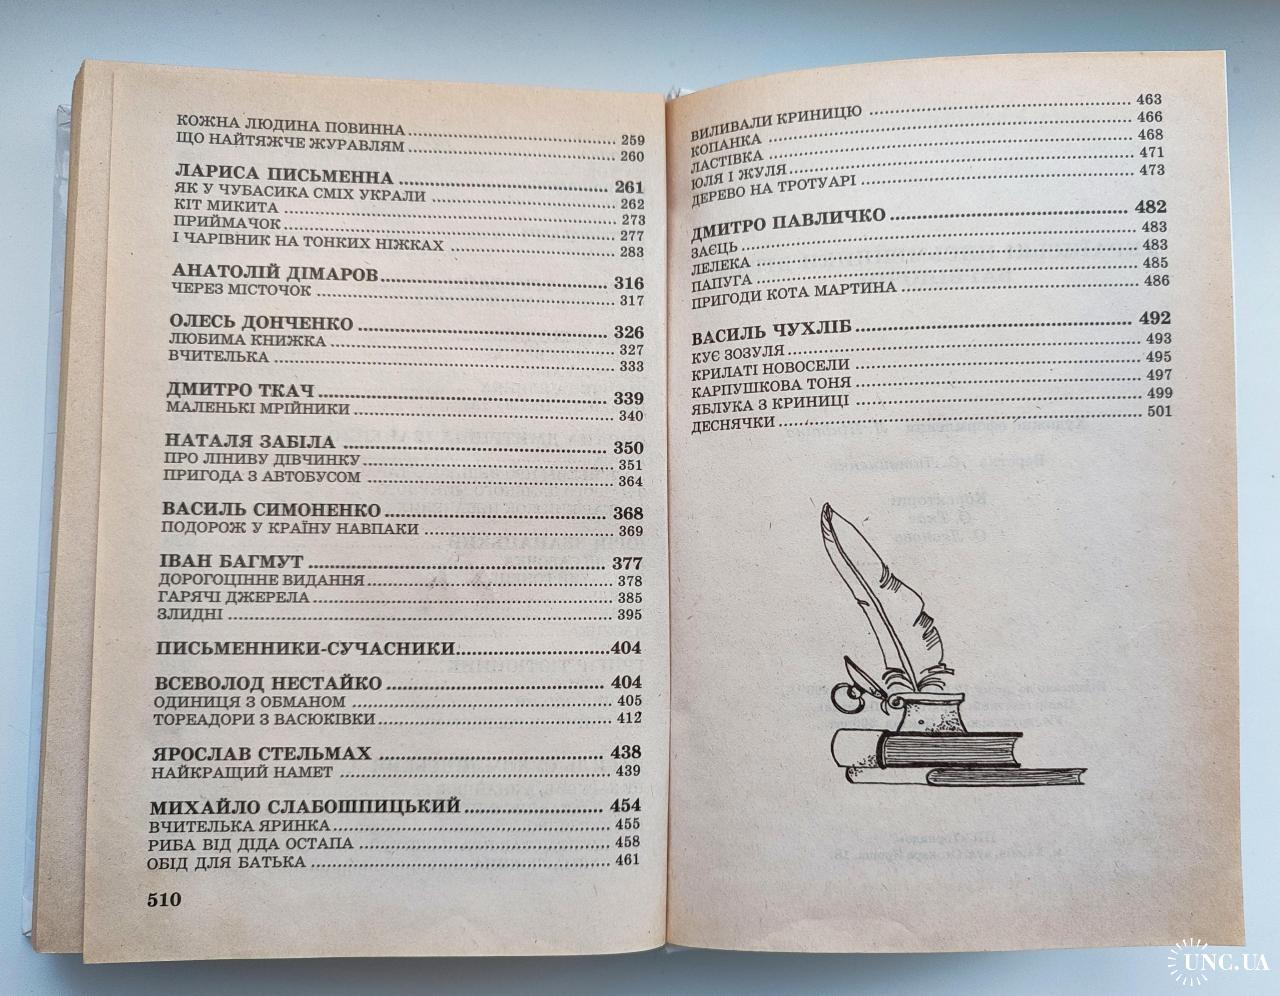 КОЖНА ЛЮДИНА ПОВИННА 259
ЩО НАЙТЯЖЧЕ ЖУРАВЛЯМ 260
ЛАРИСА ПИСЬМЕННА 261
ЯК У ЧУБАСИКА СМІХ УКРАЛИ 262
КІТ МИКИТА 273
ПРИЙМАЧОК 277
І ЧАРІВНИК НА ТОНКИХ НІЖКАХ 283
АНАТОЛІЙ ДІМАРОВ 316
ЧЕРЕЗ МІСТОЧОК 317
ОЛЕСЬ ДОНЧЕНКО 326
ЛЮБИМА КНИЖКА 327
ВЧИТЕЛЬКА 333
ДМИТРО ТКАЧ 339
МАЛЕНЬКІ МРІЙНИКИ 340
НАТАЛЯ ЗАБІЛА 350
ПРО ЛІНИВУ ДІВЧИНКУ 351
ПРИГОДА З АВТОБУСОМ 364
ВАСИЛЬ СИМОНЕНКО 368
ПОДОРОЖ У КРАЇНУ НАВПАКИ 369
ІВАН БАГМУТ 377
ДОРОГОЦІННЕ ВИДАННЯ 378
ГАРЯЧІ ДЖЕРЕЛА 385
ЗЛИДНІ 395
ПИСЬМЕННИКИ-СУЧАСНИКИ 404
ВСЕВОЛОД НЕСТАЙКО 404
ОДИНИЦЯ З ОБМАНОМ 405
ТОРЕАДОРИ З ВАСЮКІВКИ 412
ЯРОСЛАВ СТЕЛЬМАХ 438
НАЙКРАЩИЙ НАМЕТ 439
МИХАЙЛО СЛАБОШПИЦЬКИЙ 454
ВЧИТЕЛЬКА ЯРИНКА 455
РИБА ВІД ДІДА ОСТАПА 458
ОБІД ДЛЯ БАТЬКА 461
510
ВИЛИВАЛИ КРИНИЦЮ 463
КОПАНКА 466
ЛАСТІВКА 468
ЮЛЯ І ЖУЛЯ 471
ДЕРЕВО НА ТРОТУАРІ 473
ДМИТРО ПАВЛИЧКО 482
ЗАЄЦЬ 483
ЛЕЛЕКА 483
ПАПУГА 485
ПРИГОДИ КОТА МАРТИНА 486
ВАСИЛЬ ЧУХЛІБ 492
КУЄ ЗОЗУЛЯ 493
КРИЛАТІ НОВОСЕЛИ 495
КАРПУШКОВА ТОНЯ 497
ЯБЛУКА З КРИНИЦІ 499
ДЕСНЯЧКИ 501
UNC.UA